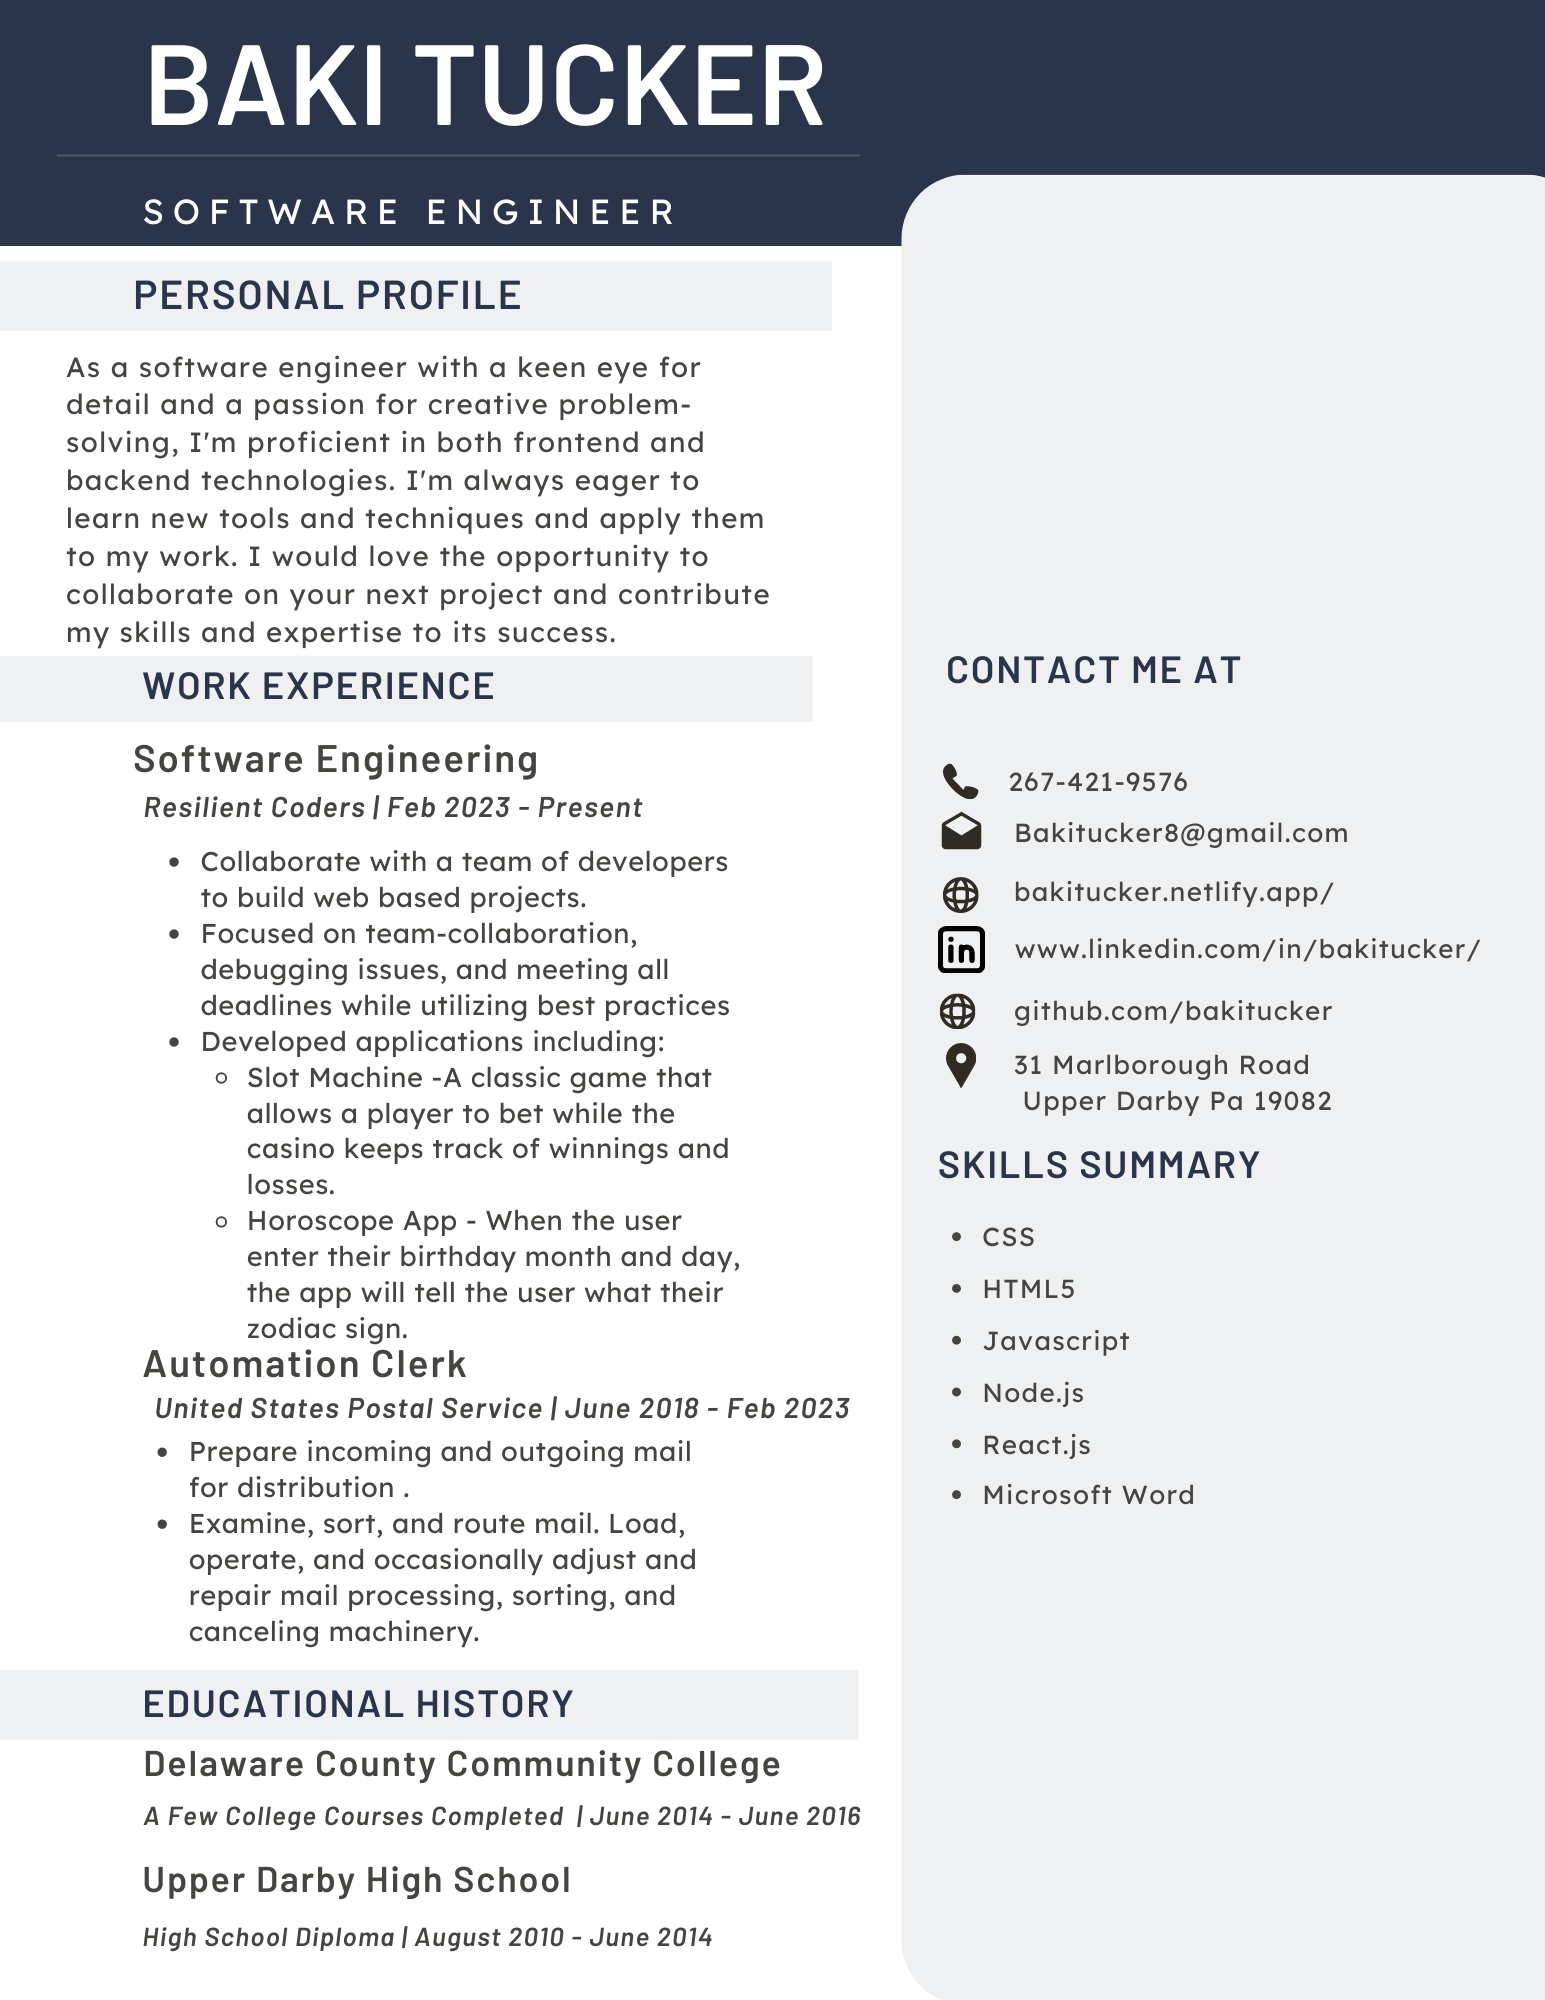 BAKI TUCKER
SOFTWARE ENGINEER
PERSONAL PROFILE
As a software engineer with a keen eye for
detail and a passion for creative problem-
solving, I'm proficient in both frontend and
backend technologies. I'm always eager to
learn new tools and techniques and apply them
to my work. I would love the opportunity to
collaborate on your next project and contribute
my skills and expertise to its success.
WORK EXPERIENCE
Software Engineering
Resilient Coders | Feb 2023 - Present
• Collaborate with a team of developers
to build web based projects.
• Focused on team-collaboration,
debugging issues, and meeting all
deadlines while utilizing best practices
• Developed applications including:
◦ Slot Machine -A classic game that
allows a player to bet while the
casino keeps track of winnings and
losses.
◦ Horoscope App - When the user
enter their birthday month and day,
the app will tell the user what their
zodiac sign.
Automation Clerk
United States Postal Service | June 2018 - Feb 2023
• Prepare incoming and outgoing mail
for distribution .
• Examine, sort, and route mail. Load,
operate, and occasionally adjust and
repair mail processing, sorting, and
canceling machinery.
EDUCATIONAL HISTORY
Delaware County Community College
A Few College Courses Completed | June 2014 - June 2016
Upper Darby High School
High School Diploma | August 2010 - June 2014
CONTACT ME AT
267-421-9576
Bakitucker8@gmail.com
bakitucker.netlify.app/
in www.linkedin.com/in/bakitucker/
github.com/bakitucker
31 Marlborough Road
Upper Darby Pa 19082
SKILLS SUMMARY
• CSS
• HTML5
• Javascript
• Node.js
• React.js
• Microsoft Word